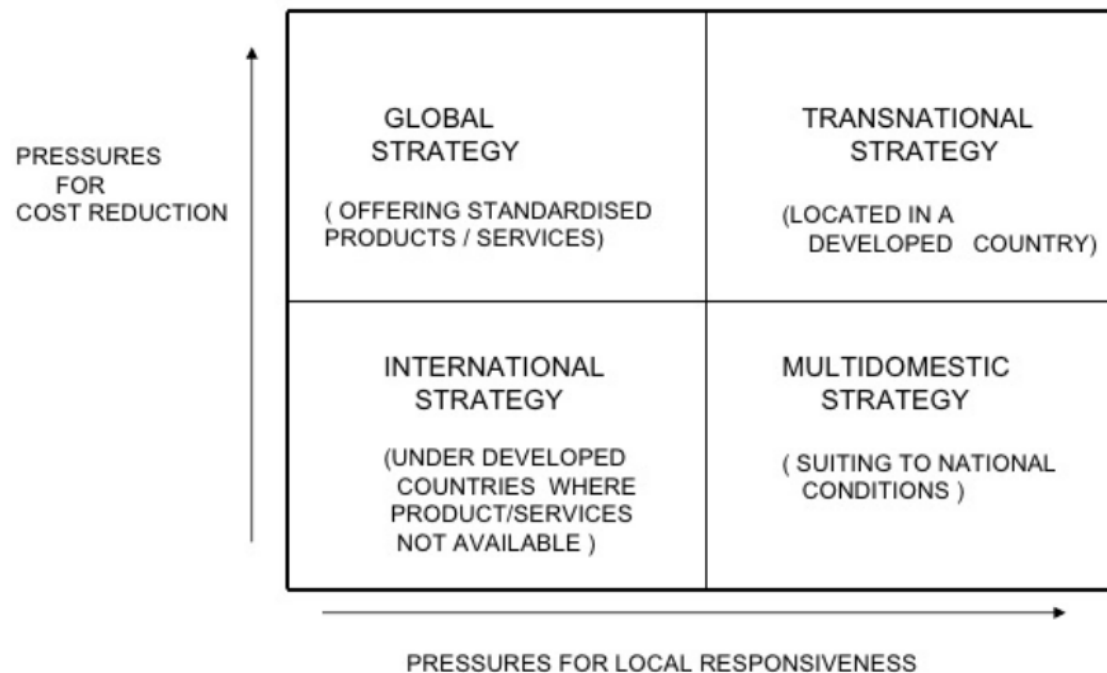 PRESSURES
FOR
COST REDUCTION
GLOBAL
STRATEGY
( OFFERING STANDARDISED
PRODUCTS / SERVICES)
TRANSNATIONAL
STRATEGY
(LOCATED IN A
DEVELOPED COUNTRY)
INTERNATIONAL
STRATEGY
(UNDER DEVELOPED
COUNTRIES WHERE
PRODUCT/SERVICES
NOT AVAILABLE )
MULTIDOMESTIC
STRATEGY
( SUITING TO NATIONAL
CONDITIONS )
PRESSURES FOR LOCAL RESPONSIVENESS